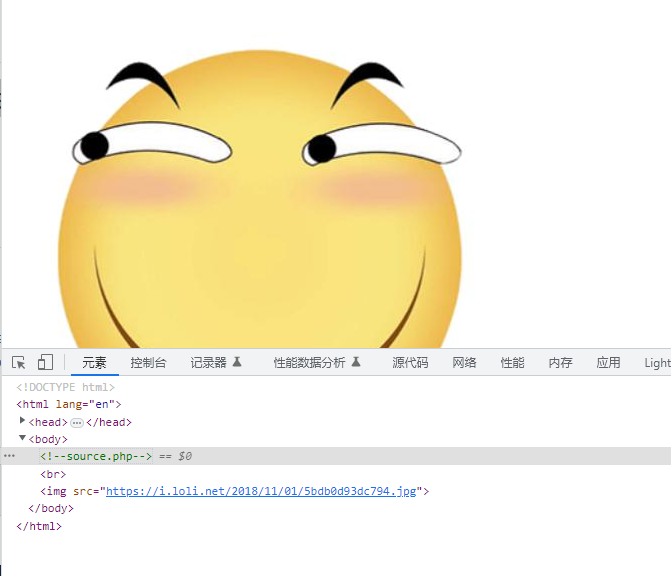 元素 控制台 记录器 性能数据分析 源代码 网络 性能 内存 应用 Light
<!DOCTYPE html>
<html lang="en">
<head> ⋯ </head>
<body>
<!--source.php--> == $0
<br>
<img src="https://i.loli.net/2018/11/01/5bdb0d93dc794.jpg">
</body>
</html>